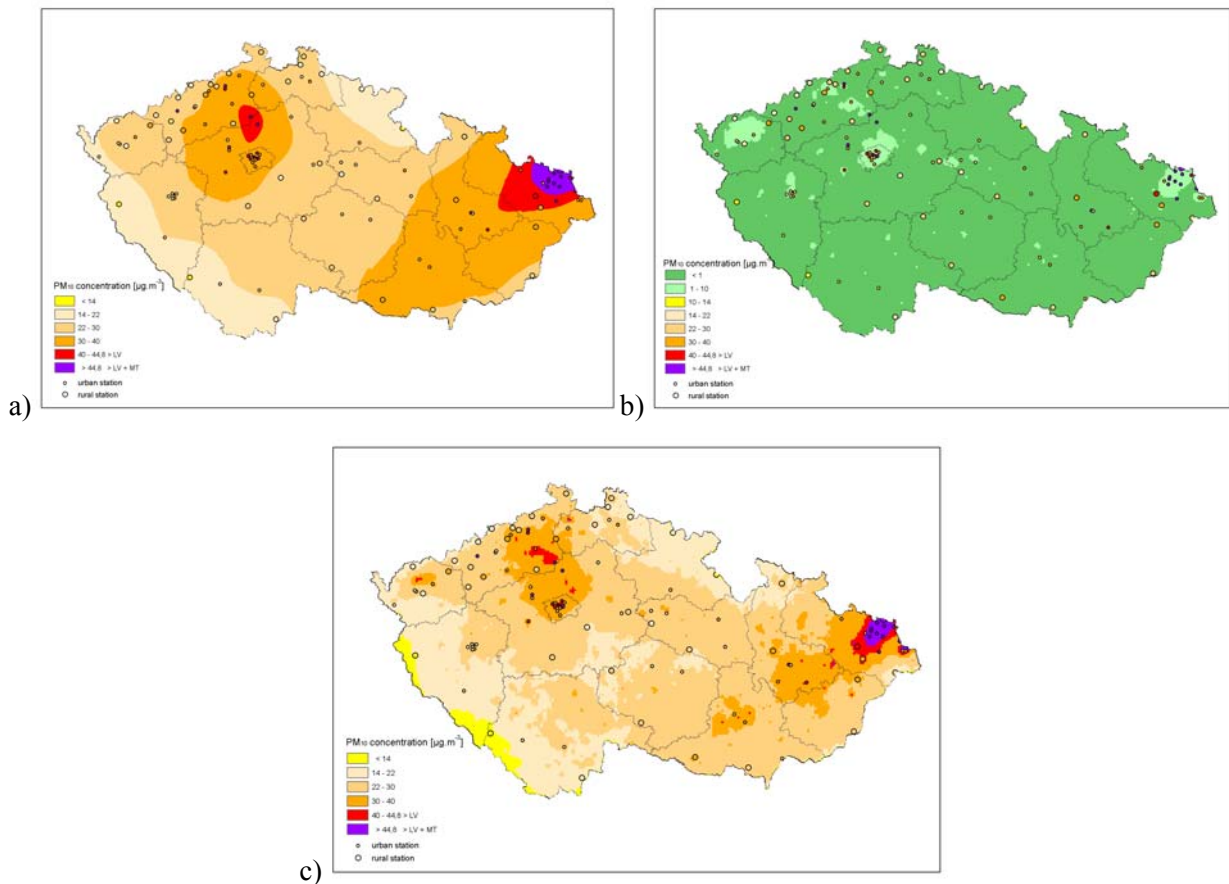 PM10 concentration [µg.m⁻³]
< 14
14 - 22
22 - 30
30 - 40
40 - 44,8 > LV
> 44,8 > LV + MT
urban station
rural station
a)
PM10 concentration [µg.m⁻³]
< 1
1 - 10
10 - 14
14 - 22
22 - 30
30 - 40
40 - 44,8 > LV
> 44,8 > LV + MT
urban station
rural station
b)
PM10 concentration [µg.m⁻³]
< 14
14 - 22
22 - 30
30 - 40
40 - 44,8 > LV
> 44,8 > LV + MT
urban station
rural station
c)